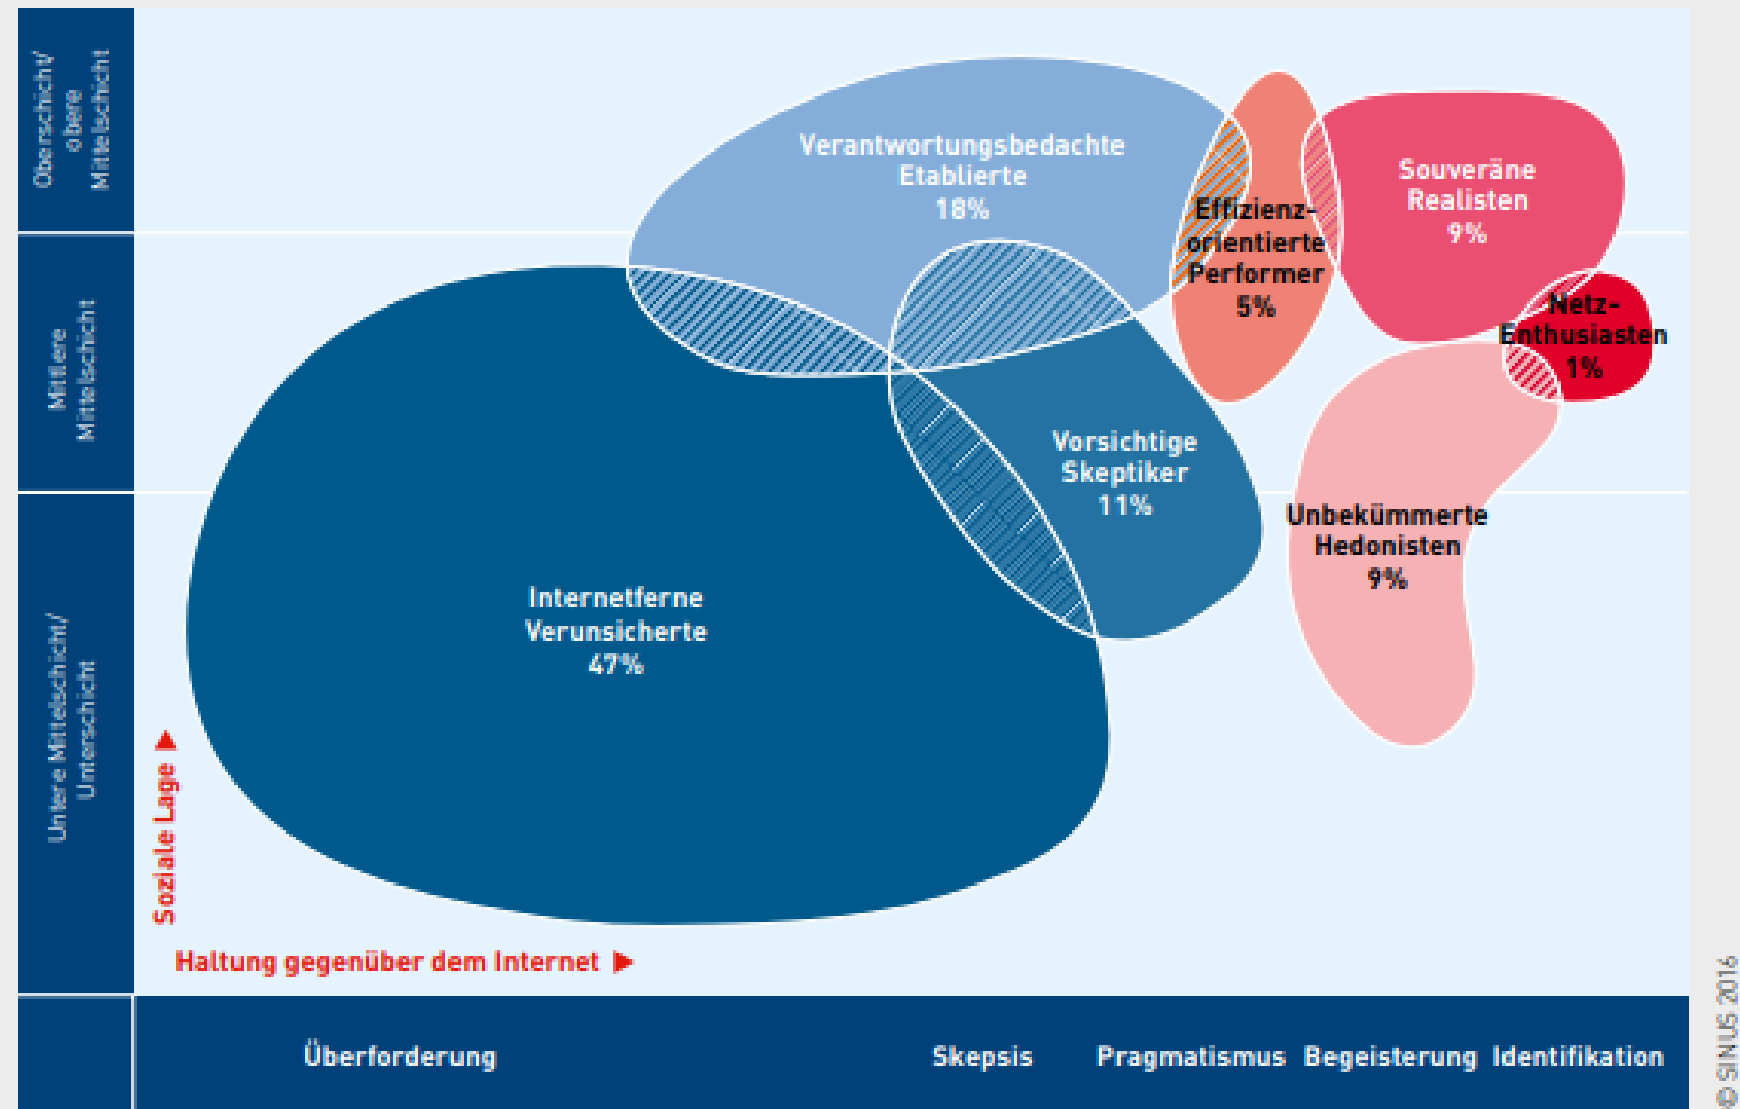 Oberschicht/
obere
Mittelschicht
Mittlere
Mittelschicht
Untere Mittelschicht/
Unterschicht
Verantwortungsbedachte
Etablierte
18%
Effizienz-
orientierte
Performer
5%
Souveräne
Realisten
9%
Netz-
Enthusiasten
1%
Vorsichtige
Skeptiker
11%
Unbekümmerte
Hedonisten
9%
Internetferne
Verunsicherte
47%
Soziale Lage ▶
Haltung gegenüber dem Internet ▶
Überforderung
Skepsis
Pragmatismus
Begeisterung
Identifikation
© SINUS 2016